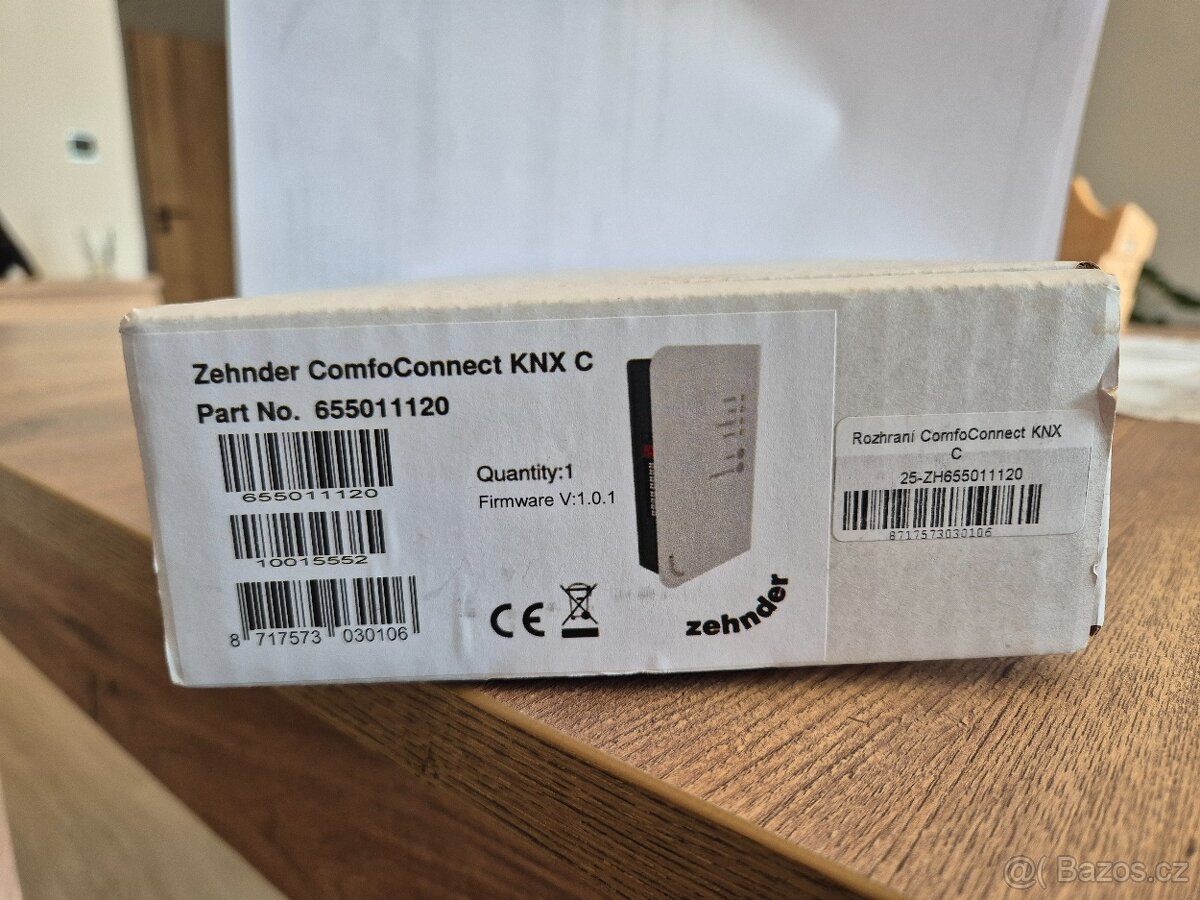 Zehnder ComfoConnect KNX C
Part No. 655011120
655011120
10015552
8 717573 030106
Quantity:1
Firmware V:1.0.1
CE
zehnder
Rozhraní ComfoConnect KNX
C
25-ZH655011120
8717573030106
@( Bazos.cz